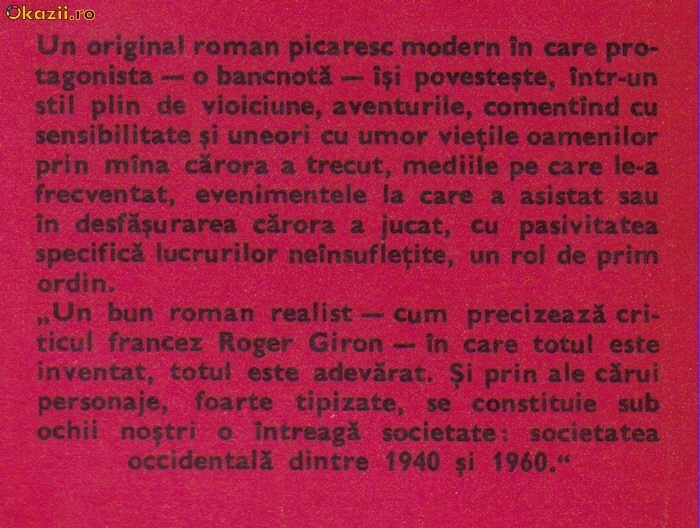 Okazii.ro
Un original roman picaresc modern în care pro-
tagonista — o bancnotă — își povestește, într-un
stil plin de vioiciune, aventurile, comentînd cu
sensibilitate și uneori cu umor viețile oamenilor
prin mîna cărora a trecut, mediile pe care le-a
frecventat, evenimentele la care a asistat sau
în desfășurarea cărora a jucat, cu pasivitatea
specifică lucrurilor neînsuflețite, un rol de prim
ordin.
„Un bun roman realist — cum precizează cri-
ticul francez Roger Giron — în care totul este
inventat, totul este adevărat. Și prin ale cărui
personaje, foarte tipizate, se constituie sub
ochii noștri o întreagă societate: societatea
occidentală dintre 1940 și 1960.“